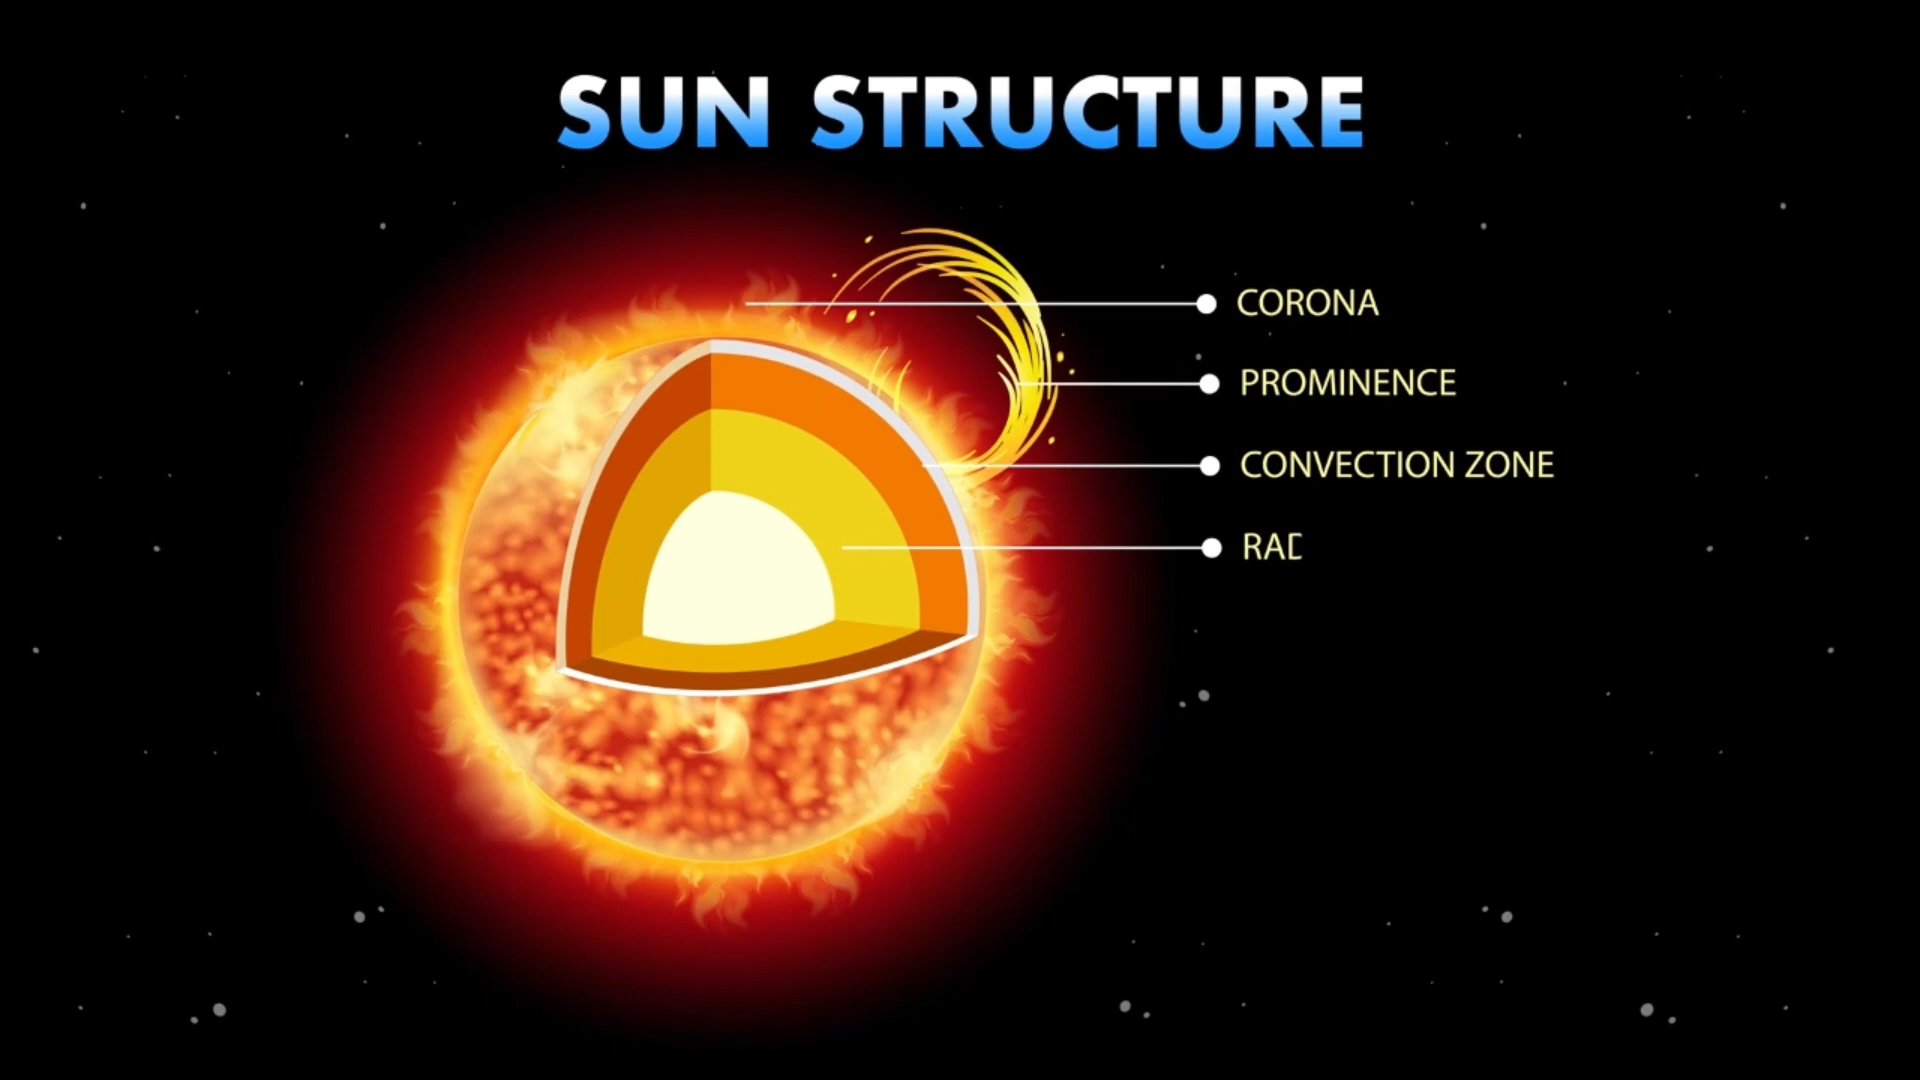 SUN STRUCTURE
CORONA
PROMINENCE
CONVECTION ZONE
RAD